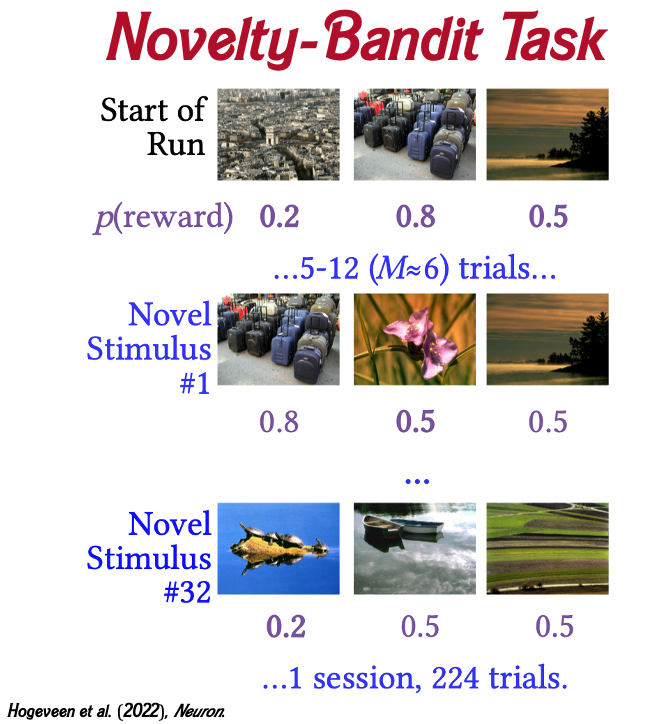 Novelty-Bandit Task
Start of
Run
p(reward) 0.2 0.8 0.5
...5-12 (M≈6) trials...
Novel
Stimulus
#1
0.8 0.5 0.5
...
Novel
Stimulus
#32
0.2 0.5 0.5
...1 session, 224 trials.
Hogeveen et al. (2022), Neuron.